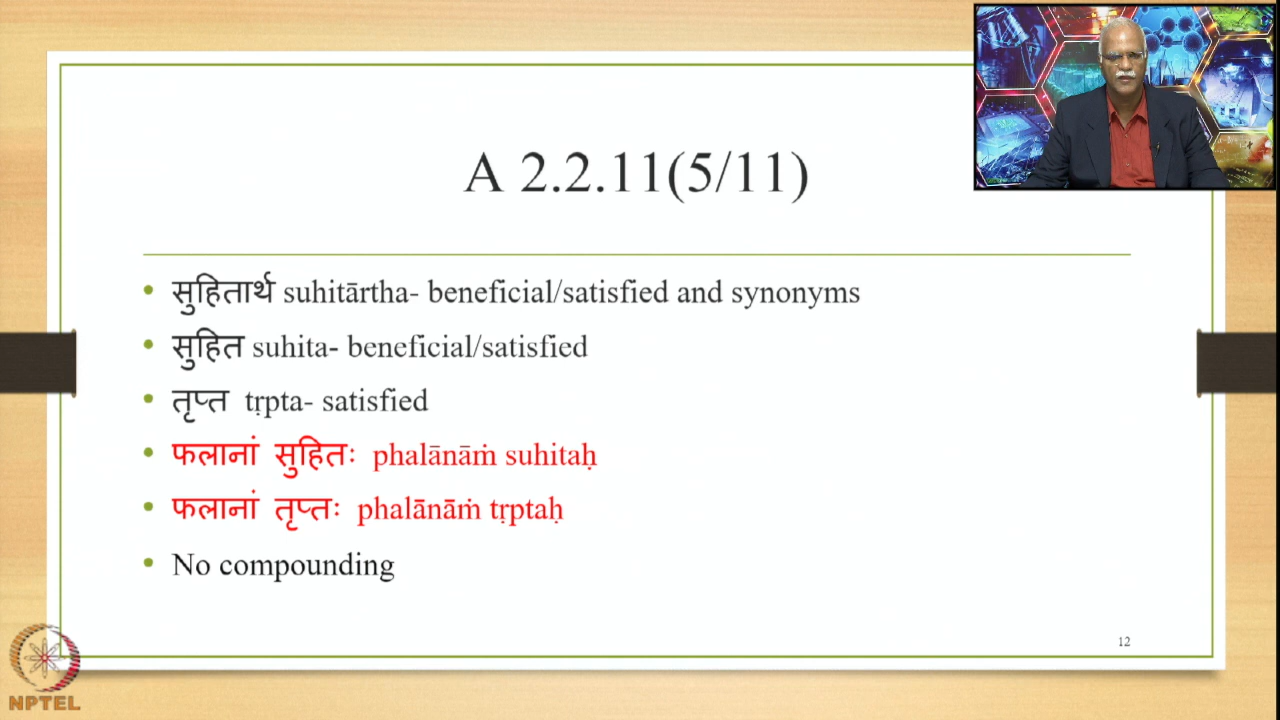 A 2.2.11(5/11)
• सुहितार्थ suhitārtha- beneficial/satisfied and synonyms
• सुहित suhita- beneficial/satisfied
• तृप्त tṛpta- satisfied
• फलानां सुहितः phalānāṁ suhitaḥ
• फलानां तृप्तः phalānāṁ tṛptaḥ
• No compounding
12
NPTEL